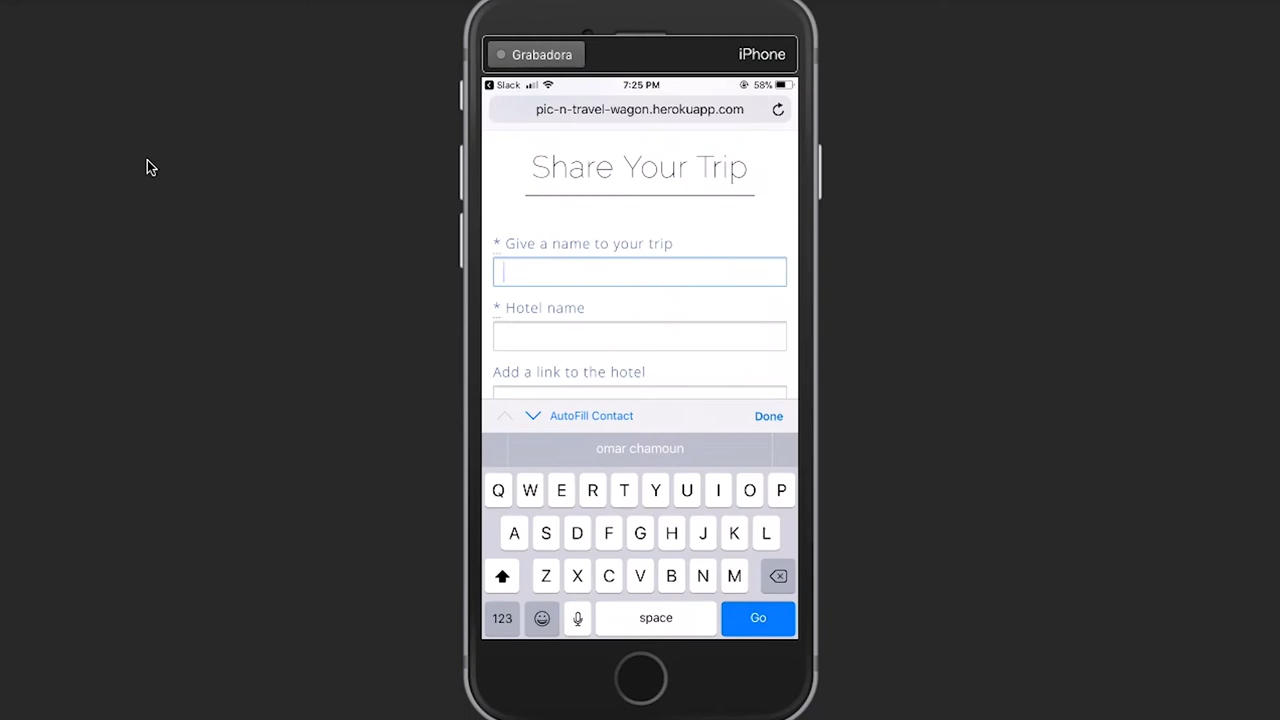 Grabadora iPhone
Slack 7:25 PM 58%
pic-n-travel-wagon.herokuapp.com
Share Your Trip
* Give a name to your trip
* Hotel name
Add a link to the hotel
AutoFill Contact Done
omar chamoun
Q W E R T Y U I O P
A S D F G H J K L
Z X C V B N M
123 space Go